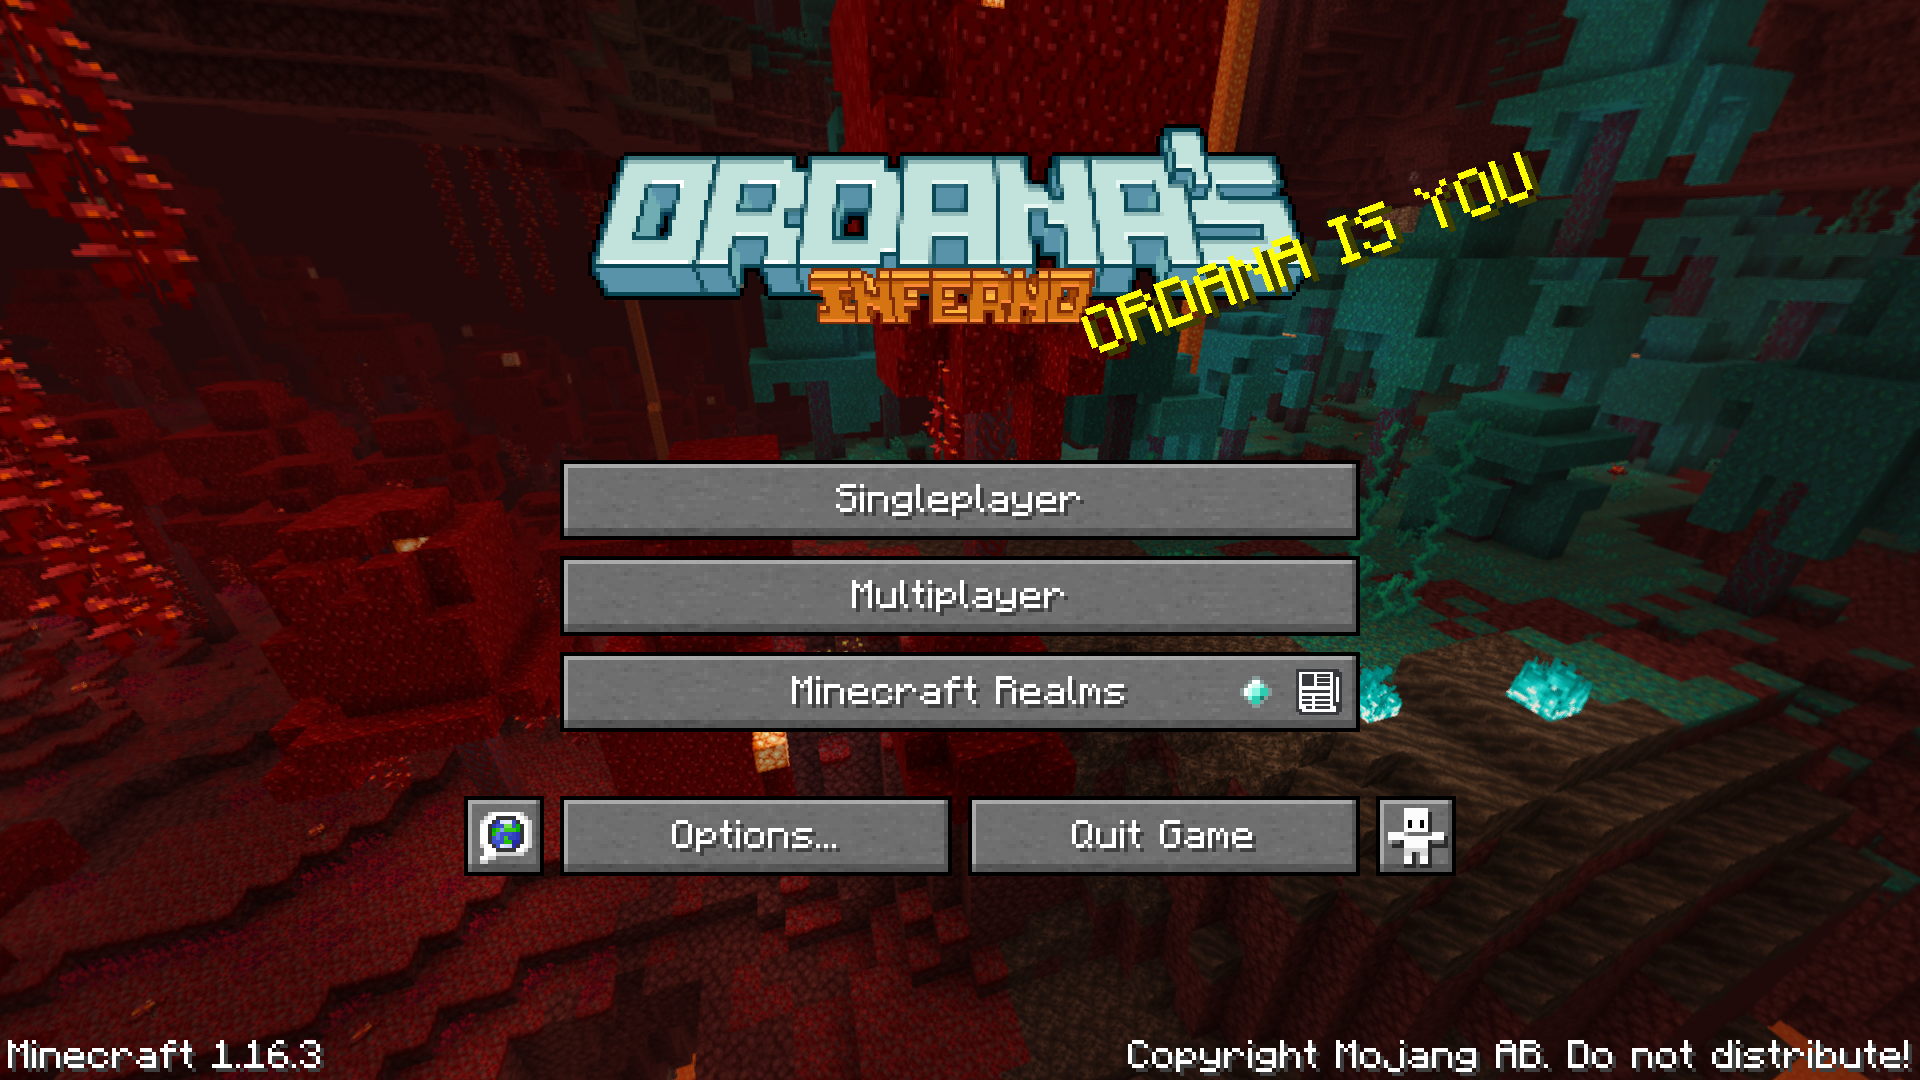 ORDANA'S
INFERNO
ORDANA IS YOU
Singleplayer
Multiplayer
Minecraft Realms
Options...
Quit Game
Minecraft 1.16.3
Copyright Mojang AB. Do not distribute!